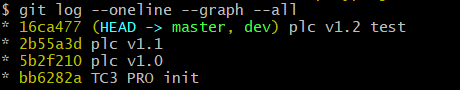 $ git log --oneline --graph --all
* 16ca477 (HEAD -> master, dev) plc v1.2 test
* 2b55a3d plc v1.1
* 5b2f210 plc v1.0
* bb6282a TC3 PRO init